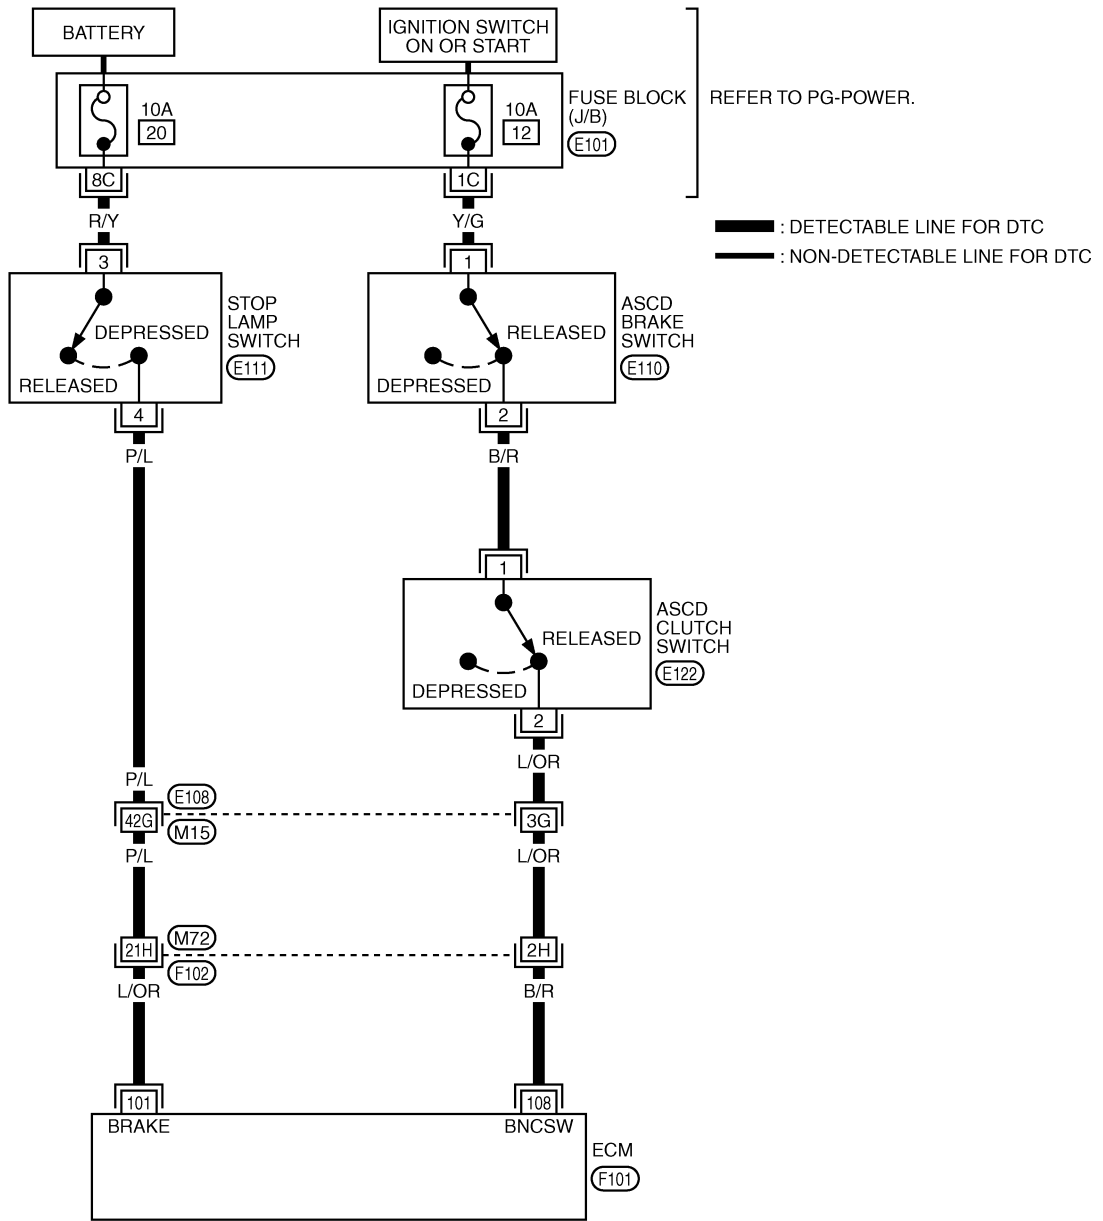 BATTERY
IGNITION SWITCH
ON OR START
10A
20
10A
12
FUSE BLOCK
(J/B)
E101
REFER TO PG-POWER.
8C
1C
R/Y
Y/G
: DETECTABLE LINE FOR DTC
: NON-DETECTABLE LINE FOR DTC
3
1
DEPRESSED
RELEASED
STOP
LAMP
SWITCH
E111
RELEASED
DEPRESSED
ASCD
BRAKE
SWITCH
E110
4
2
P/L
B/R
1
RELEASED
DEPRESSED
ASCD
CLUTCH
SWITCH
E122
2
L/OR
P/L
E108
42G
M15
3G
P/L
L/OR
M72
21H
F102
2H
L/OR
B/R
101
108
BRAKE
BNCSW
ECM
F101